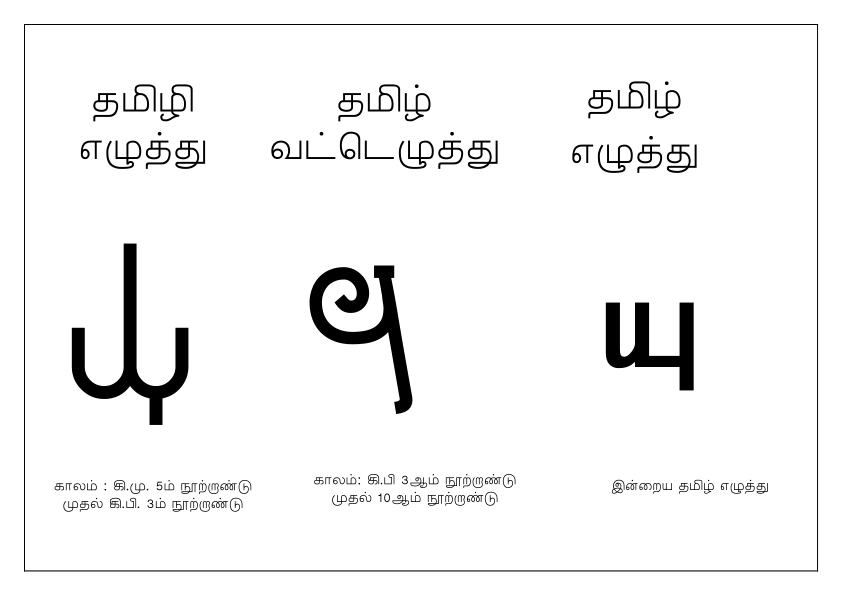 தமிழி
எழுத்து
தமிழ்
வட்டெழுத்து
தமிழ்
எழுத்து
யு
காலம் : கி.மு. 5ம் நூற்றாண்டு
முதல் கி.பி. 3ம் நூற்றாண்டு
காலம்: கி.பி 3ஆம் நூற்றாண்டு
முதல் 10ஆம் நூற்றாண்டு
இன்றைய தமிழ் எழுத்து